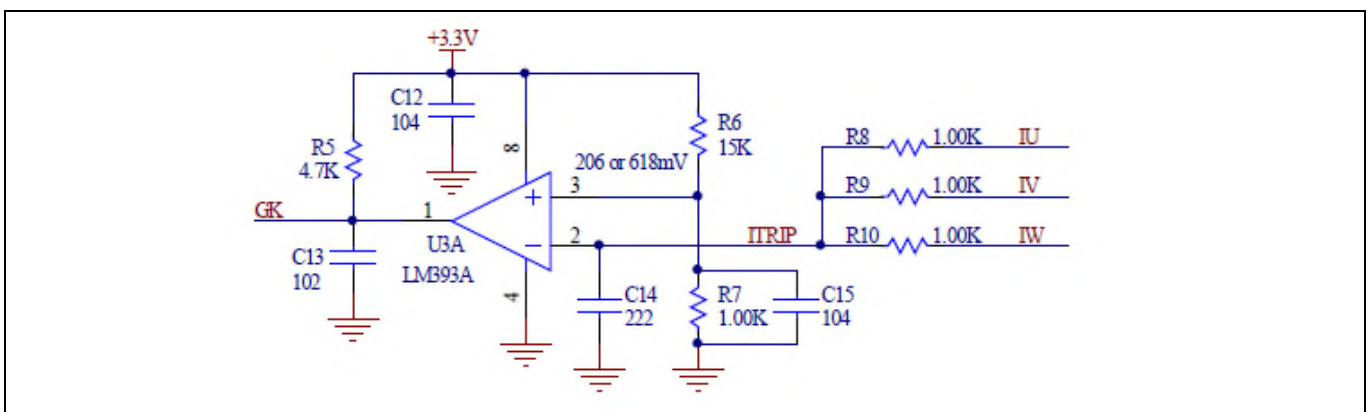 +3.3V
C12
104
R5
4.7K
8
R6
15K
206 or 618mV
R8
1.00K
IU
3
+
R9
1.00K
IV
GK
1
2
−
ITRIP
R10
1.00K
IW
U3A
LM393A
C13
102
4
C14
222
R7
1.00K
C15
104